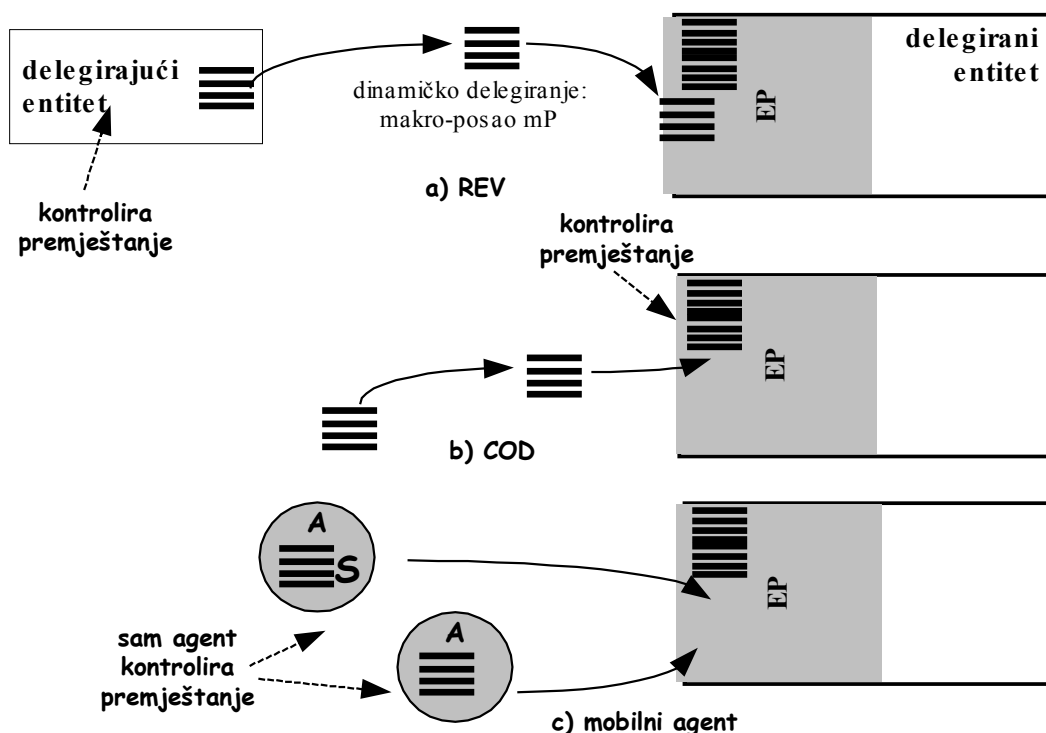 delegirajući
entitet
dinamičko delegiranje:
makro-posao mP
delegirani
entitet
EP
a) REV
kontrolira
premještanje
kontrolira
premještanje
EP
b) COD
A
S
EP
sam agent
kontrolira
premještanje
A
c) mobilni agent